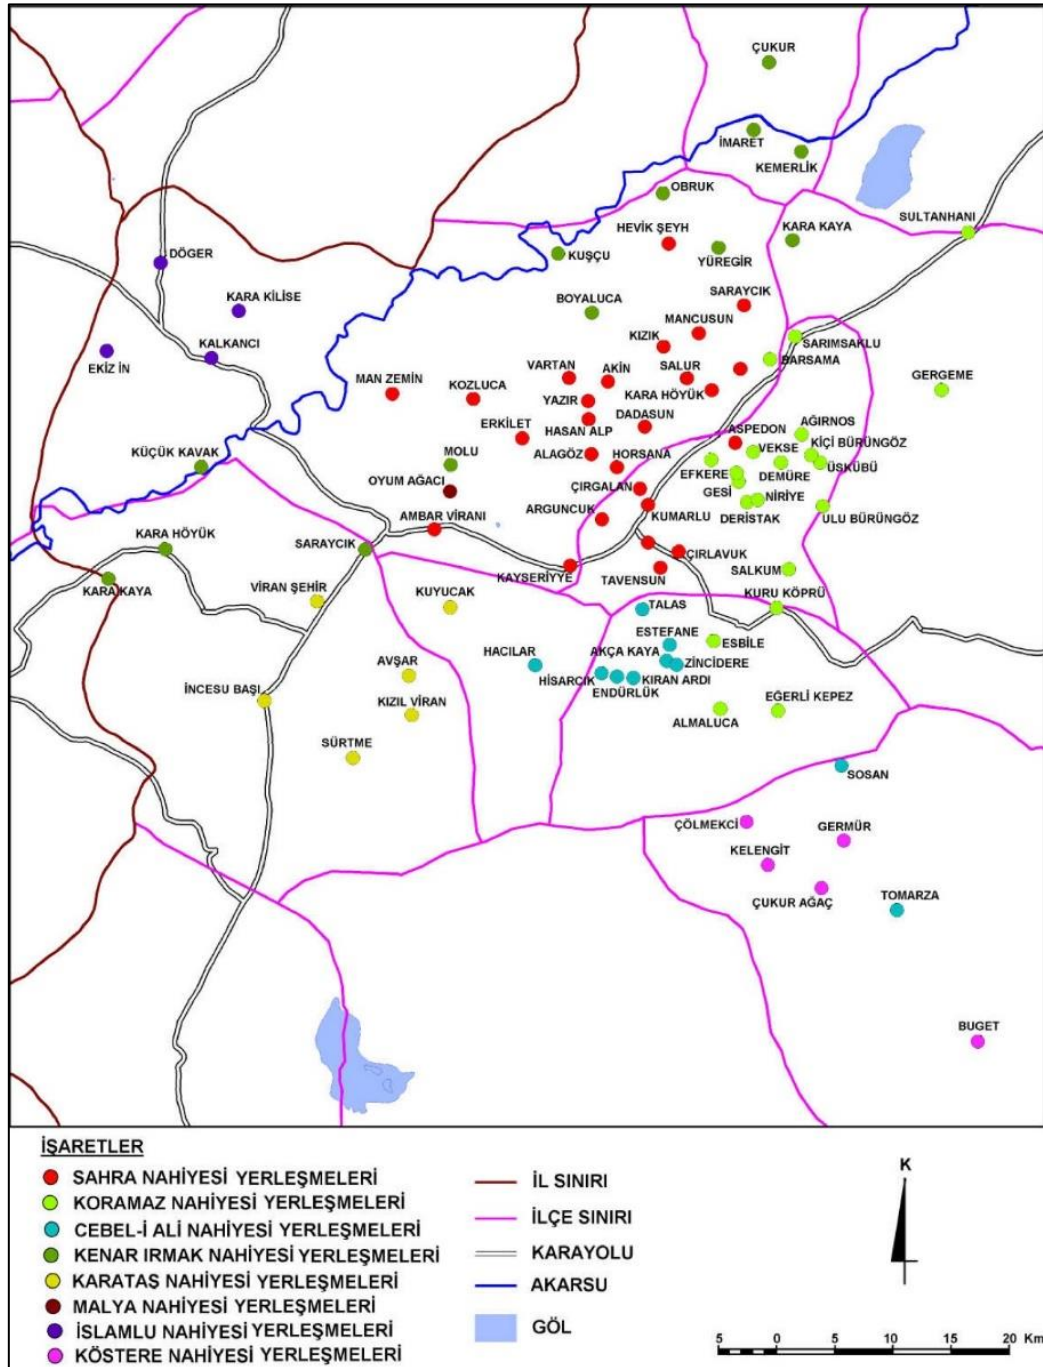 ÇUKUR
İMARET
KEMERLİK
OBRUK
SULTANHANI
HEVİK ŞEYH
KARA KAYA
KUŞÇU
YÜREGİR
DÖGER
KARA KİLİSE
BOYALUCA
SARAYCIK
MANCUSUN
KIZIK
SARIMSAKLU
KALKANCI
BARSAMA
EKİZ İN
VARTAN
AKİN
SALUR
GERGEME
MAN ZEMİN
KOZLUCA
YAZIR
KARA HÖYÜK
DADASUN
ERKİLET
HASAN ALP
AĞIRNOS
ASPEDON
KİÇİ BÜRÜNGÖZ
VEKSE
ALAGÖZ
HORSANA
MOLU
KÜÇÜK KAVAK
EFKERE
DEMÜRE
ÜSKÜBÜ
OYUM AĞACI
ÇIRGALAN
GESİ
NİRİYE
ARGUNCUK
KUMARLU
DERİSTAK
ULU BÜRÜNGÖZ
AMBAR VİRANI
KARA HÖYÜK
SARAYCIK
ÇIRLAVUK
KAYSERİYYE
TAVENSUN
SALKUM
KARA KAYA
VİRAN ŞEHİR
KUYUCAK
KURU KÖPRÜ
TALAS
ESTEFANE
ESBİLE
HACILAR
AKÇA KAYA
ZİNCİDERE
AVŞAR
HİSARCIK
KIRAN ARDI
ENDÜRLÜK
İNCESU BAŞI
KIZIL VİRAN
EĞERLİ KEPEZ
ALMALUCA
SÜRTME
SOSAN
ÇÖLMEKCİ
GERMÜR
KELENGİT
ÇUKUR AĞAÇ
TOMARZA
BUGET
İŞARETLER
SAHRA NAHİYESİ YERLEŞMELERİ
KORAMAZ NAHİYESİ YERLEŞMELERİ
CEBEL-İ ALİ NAHİYESİ YERLEŞMELERİ
KENAR IRMAK NAHİYESİ YERLEŞMELERİ
KARATAŞ NAHİYESİ YERLEŞMELERİ
MALYA NAHİYESİ YERLEŞMELERİ
İSLAMLU NAHİYESİ YERLEŞMELERİ
KÖSTERE NAHİYESİ YERLEŞMELERİ
İL SINIRI
İLÇE SINIRI
KARAYOLU
AKARSU
GÖL
K
5 0 5 10 15 20 Km